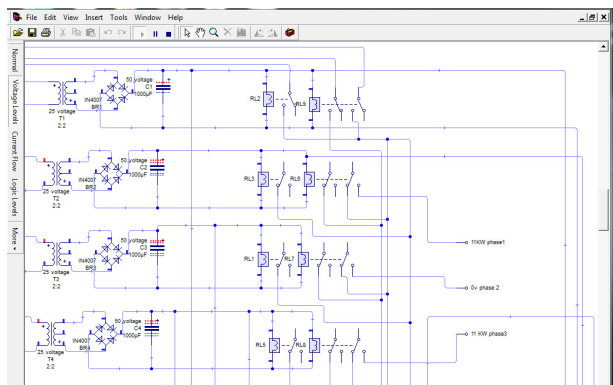 File Edit View Insert Tools Window Help
Normal
Voltage Levels
Current Flow
Logic Levels
More
50 voltage
C1
1000µF
IN4007
BR1
25 voltage
T1
2:2
RL2
RL9
50 voltage
C2
1000µF
IN4007
BR2
25 voltage
T2
2:2
RL3
RL6
11KW phase1
50 voltage
C3
1000µF
IN4007
BR3
25 voltage
T3
2:2
RL1
RL7
0v phase 2
50 voltage
C4
1000µF
IN4007
BR4
25 voltage
T4
2:2
RL5
RL8
11 KW phase3